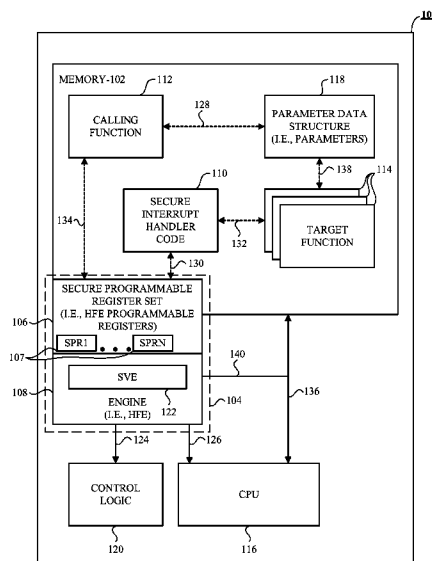 10
MEMORY-102
112
118
CALLING
FUNCTION
128
PARAMETER DATA
STRUCTURE
(I.E., PARAMETERS)
110
138
114
134
SECURE
INTERRUPT
HANDLER
CODE
132
TARGET
FUNCTION
130
SECURE PROGRAMMABLE
REGISTER SET
(I.E., HFE PROGRAMMABLE
REGISTERS)
106
SPR1
SPRN
107
140
SVE
108
122
104
136
ENGINE
(I.E., HFE)
124
126
CONTROL
LOGIC
CPU
120
116